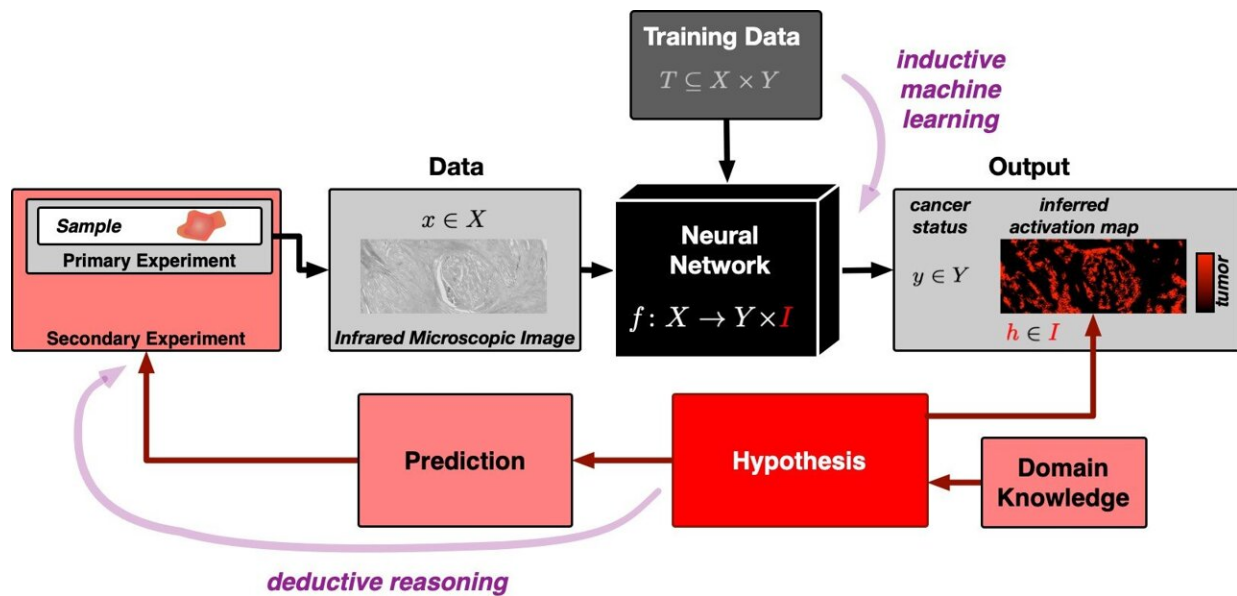 Training Data
T ⊆ X × Y
inductive
machine
learning
Data
Output
Sample
Primary Experiment
Secondary Experiment
x ∈ X
Infrared Microscopic Image
Neural
Network
f: X → Y×I
cancer
status
y ∈ Y
inferred
activation map
h ∈ I
tumor
Prediction
Hypothesis
Domain
Knowledge
deductive reasoning